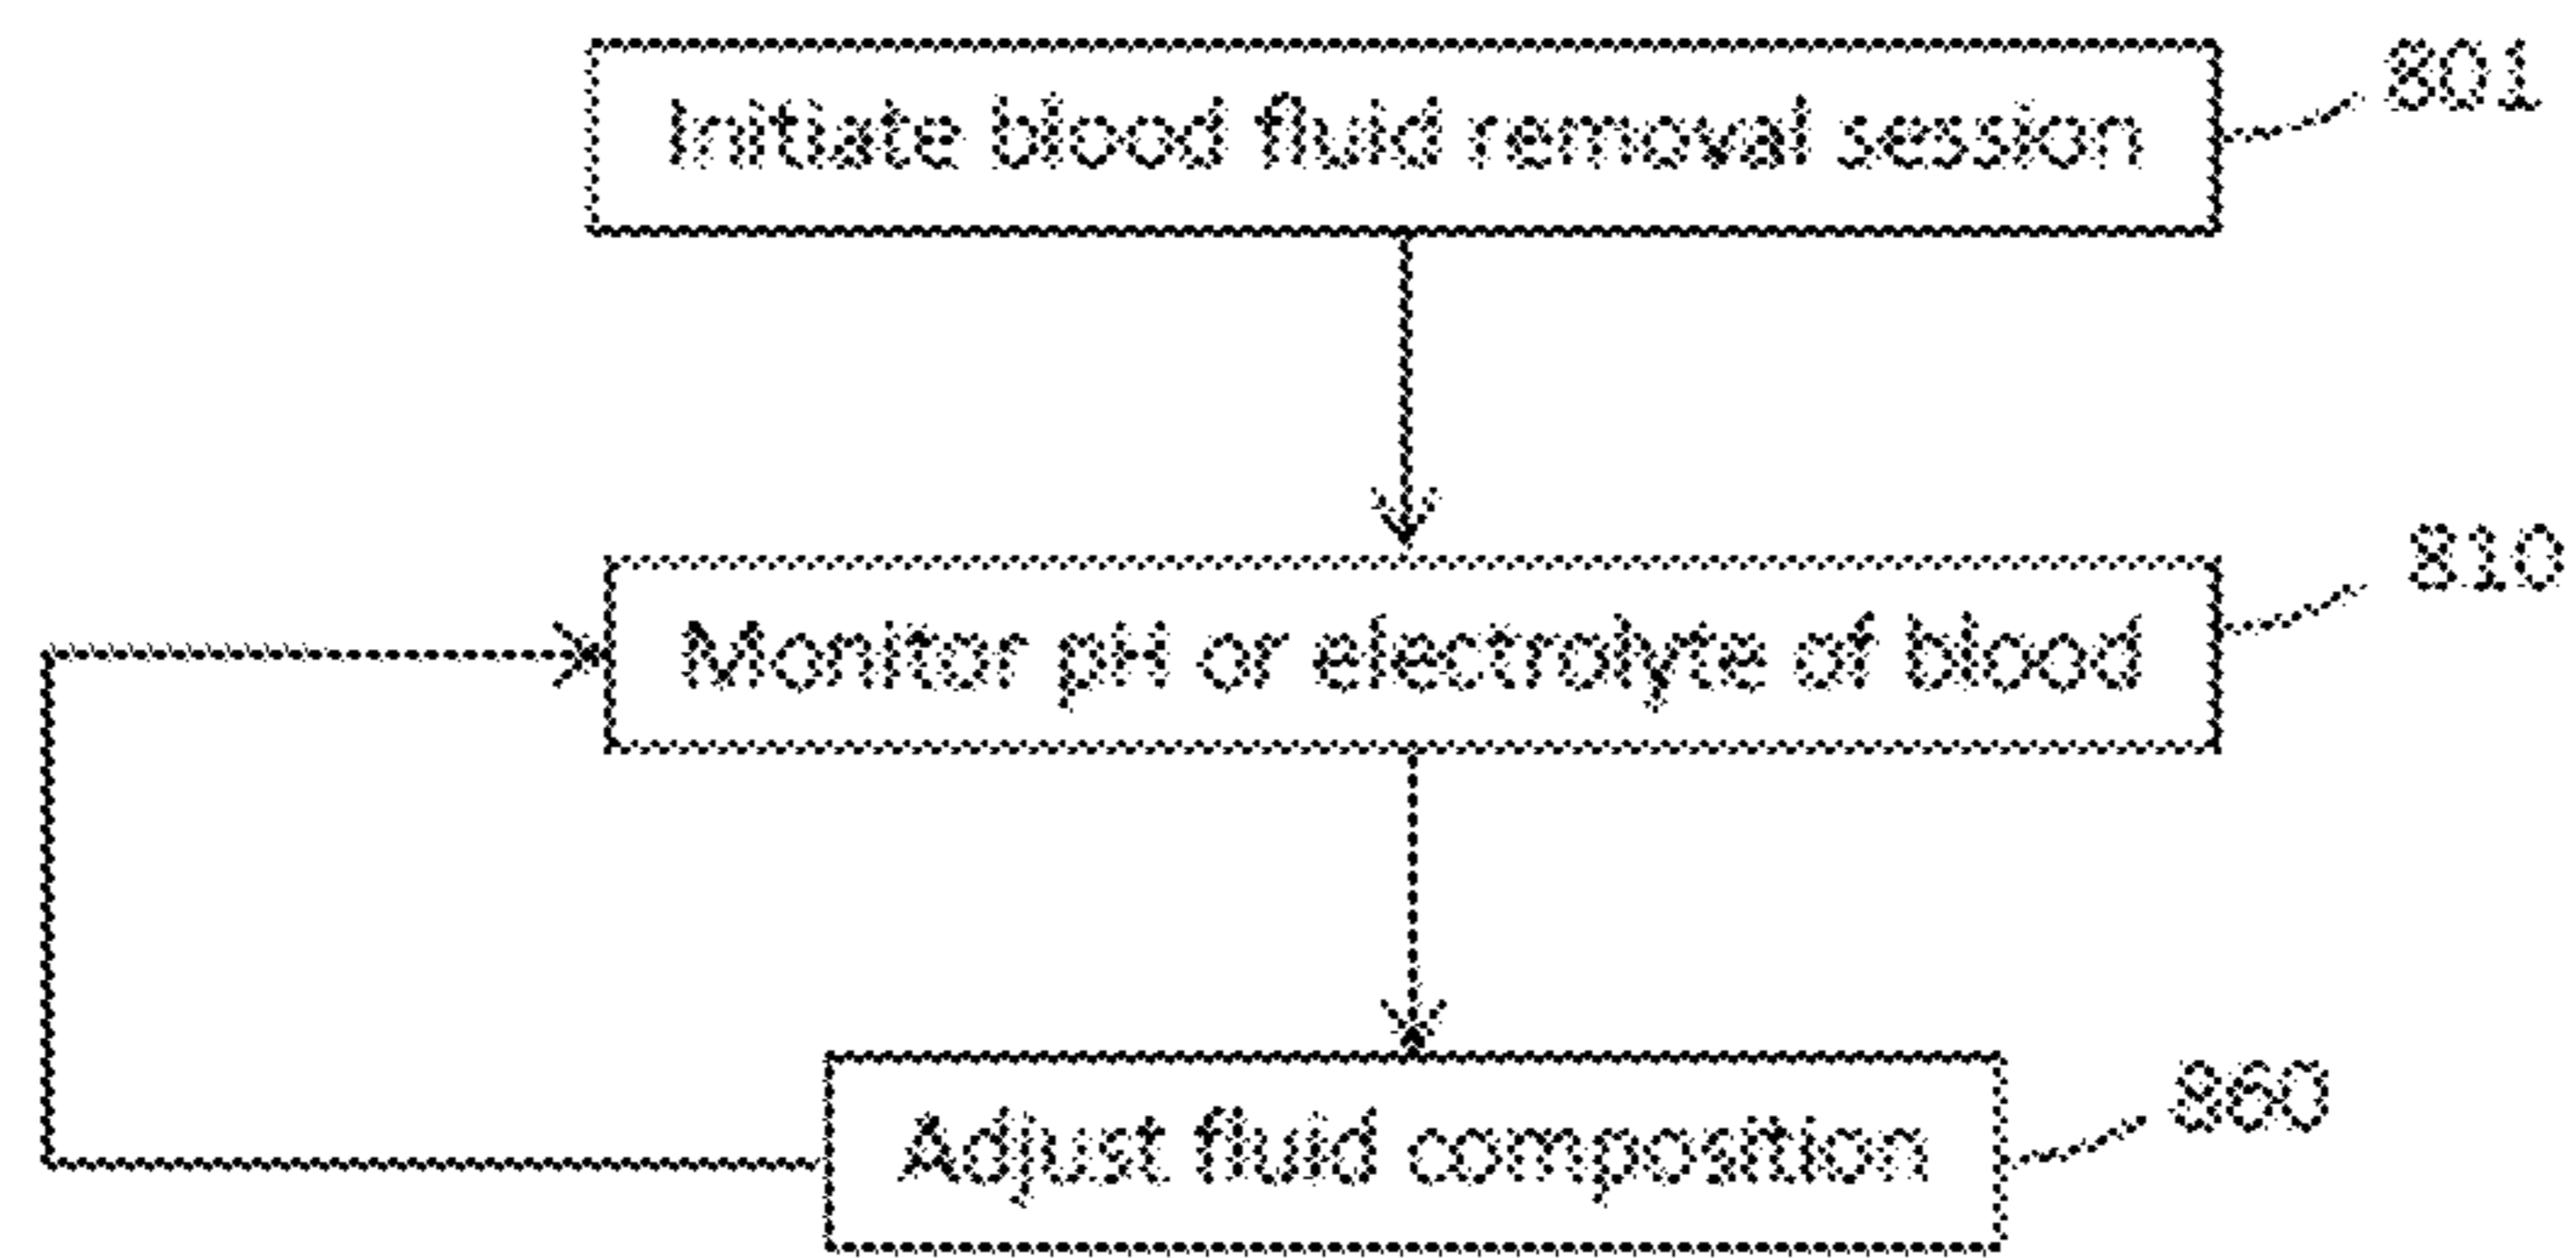 Initiate blood fluid removal session
801
Monitor pH or electrolyte of blood
810
Adjust fluid composition
860